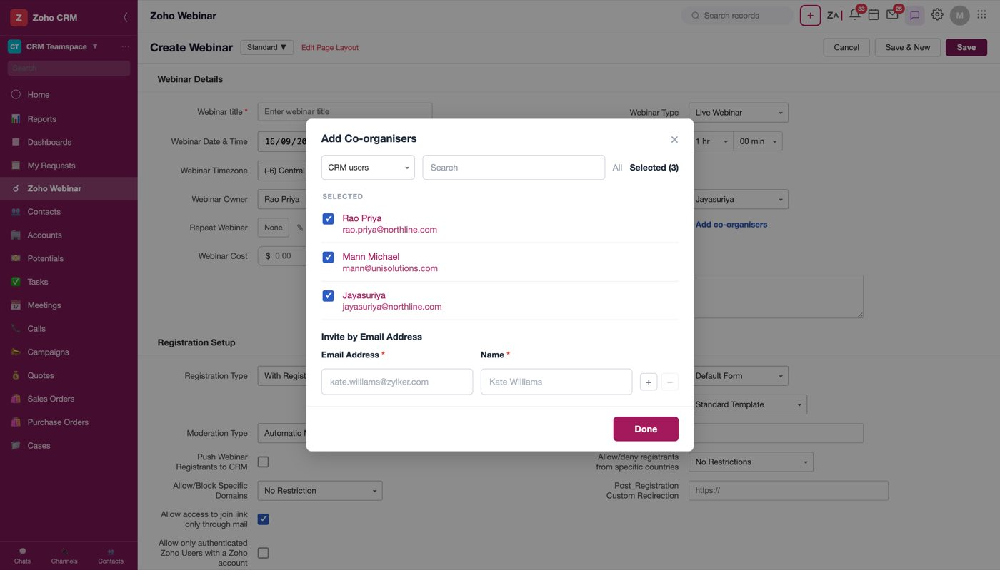 Z Zoho CRM
CT CRM Teamspace ▼ ...
Search
Home
Reports
Dashboards
My Requests
Zoho Webinar
Contacts
Accounts
Potentials
Tasks
Meetings
Calls
Campaigns
Quotes
Sales Orders
Purchase Orders
Cases
Chats Channels Contacts
Zoho Webinar
Search records
83 25 M
Create Webinar Standard ▼ Edit Page Layout
Cancel Save & New Save
Webinar Details
Webinar title * Enter webinar title
Webinar Type Live Webinar
Webinar Date & Time 16/09/20
1 hr 00 min
Webinar Timezone (-6) Central
Webinar Owner Rao Priya
Jayasuriya
Repeat Webinar None
Add co-organisers
Webinar Cost $ 0.00
Registration Setup
Registration Type With Regist
Default Form
Standard Template
Moderation Type Automatic
Push Webinar
Registrants to CRM
Allow/deny registrants
from specific countries
No Restrictions
Allow/Block Specific
Domains
No Restriction
Post_Registration
Custom Redirection
https://
Allow access to join link
only through mail
Allow only authenticated
Zoho Users with a Zoho
account
Add Co-organisers
CRM users Search All Selected (3)
SELECTED
Rao Priya
rao.priya@northline.com
Mann Michael
mann@unisolutions.com
Jayasuriya
jayasuriya@northline.com
Invite by Email Address
Email Address * Name *
kate.williams@zylker.com Kate Williams + −
Done